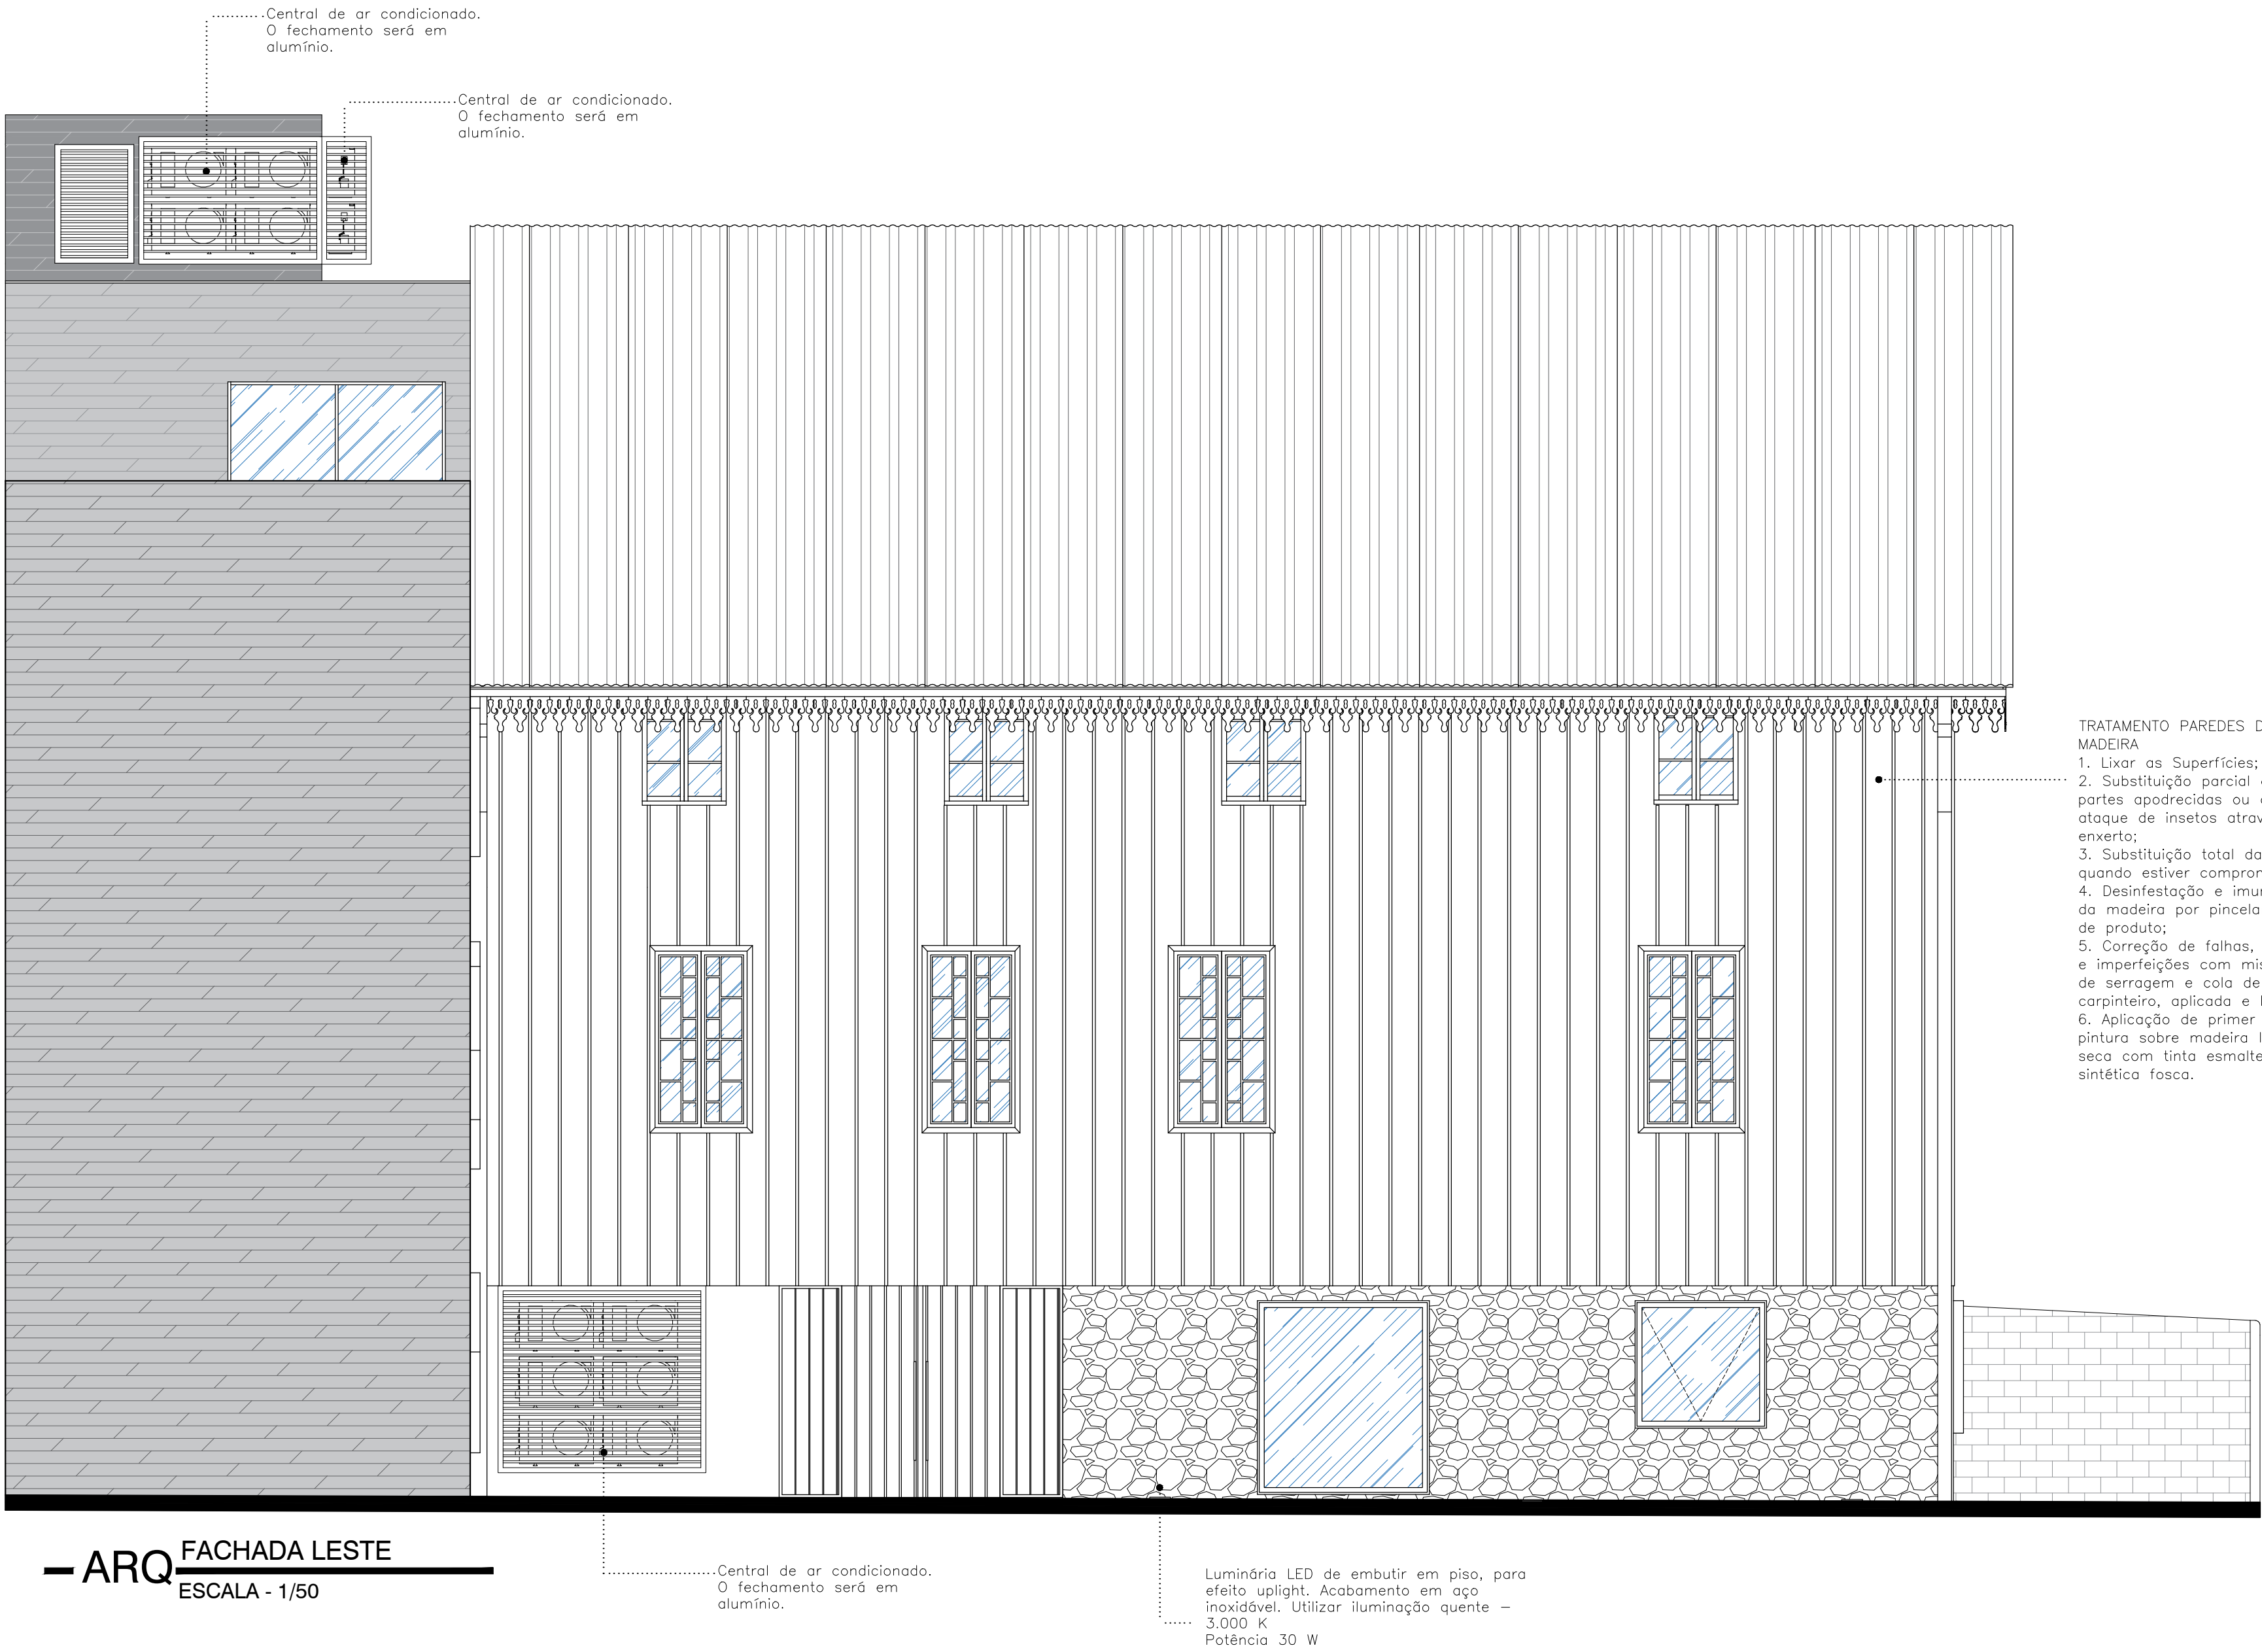 Central de ar condicionado.
O fechamento será em
alumínio.
Central de ar condicionado.
O fechamento será em
alumínio.
TRATAMENTO PAREDES
MADEIRA
1. Lixar as Superfícies;
2. Substituição parcial
partes apodrecidas ou
ataque de insetos
enxerto;
3. Substituição total
quando estiver
4. Desinfestação e
da madeira por
de produto;
5. Correção de falhas,
e imperfeições com
de serragem e cola de
carpinteiro, aplicada e
6. Aplicação de primer
pintura sobre madeira
seca com tinta esmalte
sintética fosca.
ARQ
FACHADA LESTE
ESCALA - 1/50
Central de ar condicionado.
O fechamento será em
alumínio.
Luminária LED de embutir em piso, para
efeito uplight. Acabamento em aço
inoxidável. Utilizar iluminação quente –
3.000 K
Potência 30 W